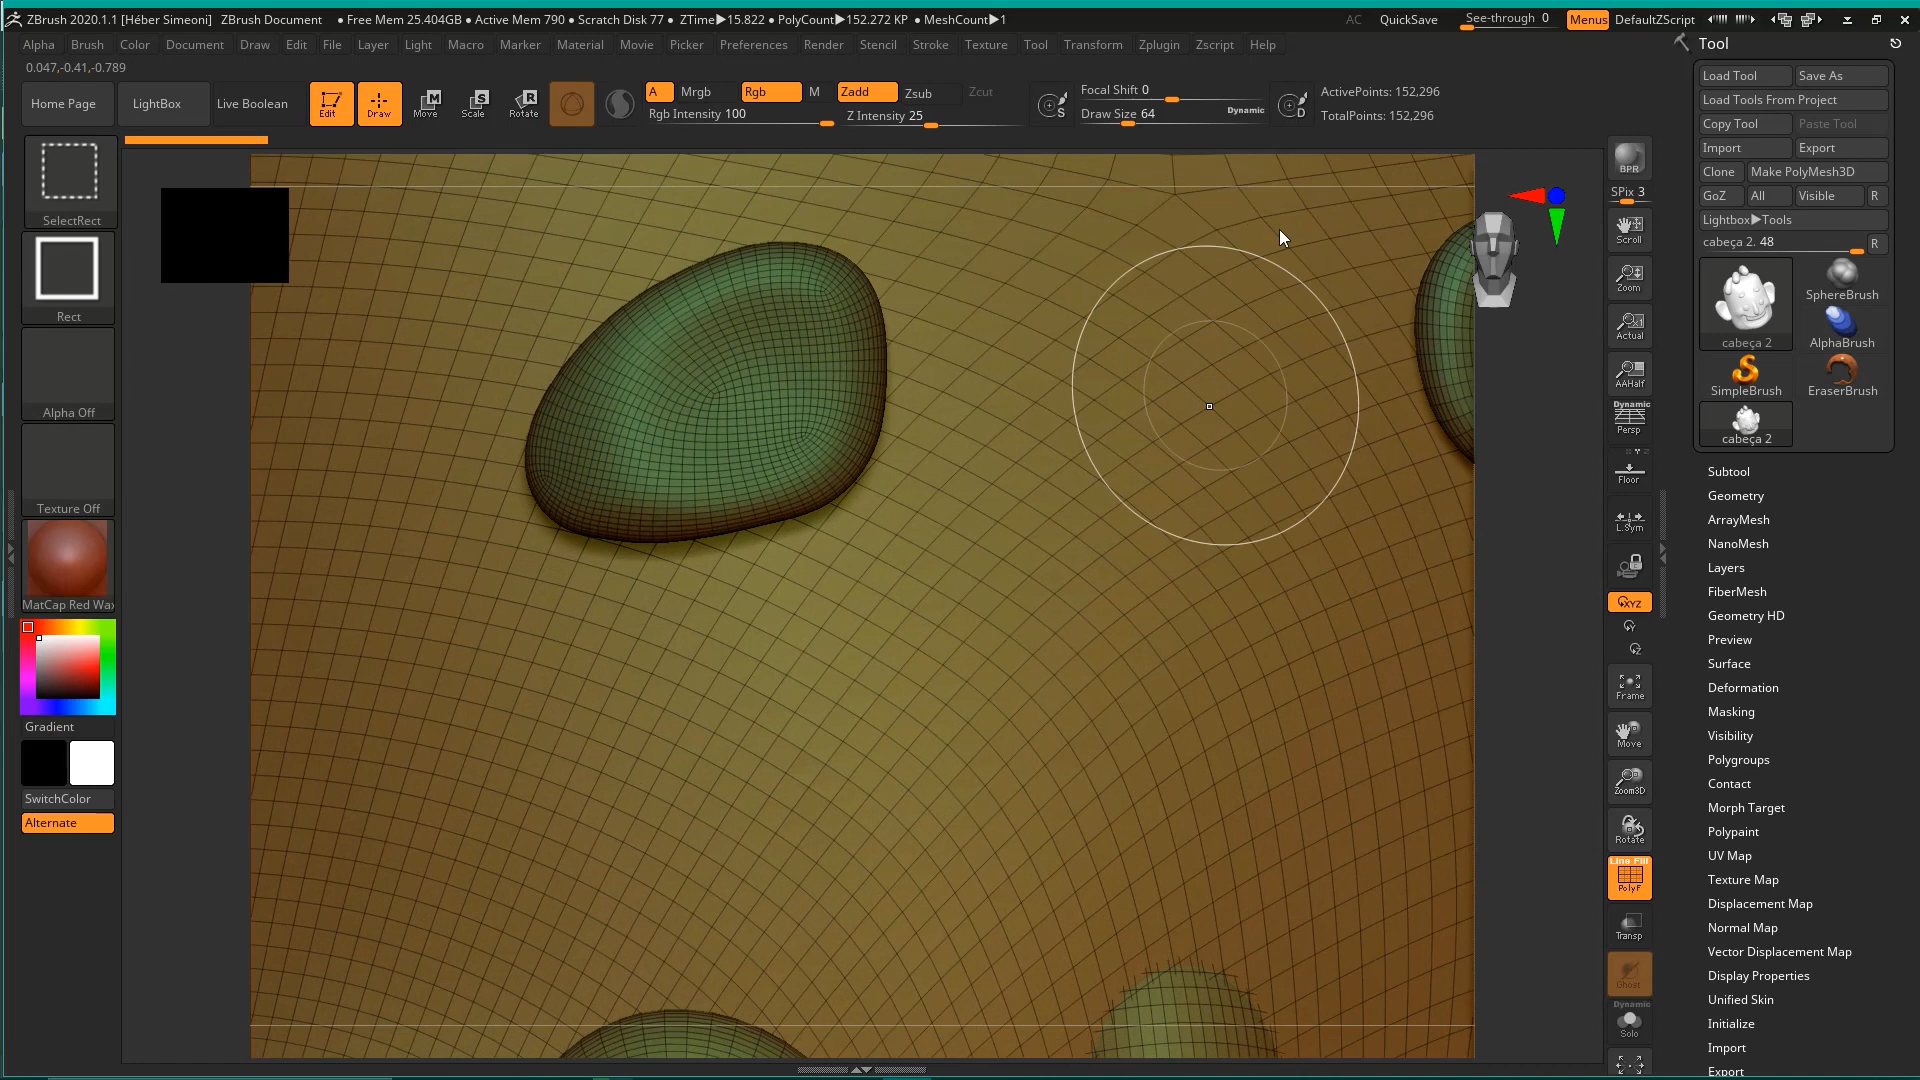 ZBrush 2020.1.1 [Héber Simeoni] ZBrush Document ● Free Mem 25.404GB ● Active Mem 790 ● Scratch Disk 77 ● ZTime▶15.822 ● PolyCount▶152.272 KP ● MeshCount▶1 AC QuickSave See-through 0 Menus DefaultZScript
Alpha Brush Color Document Draw Edit File Layer Light Macro Marker Material Movie Picker Preferences Render Stencil Stroke Texture Tool Transform Zplugin Zscript Help
0.047,-0.41,-0.789
Home Page LightBox Live Boolean Edit Draw Move Scale Rotate
A Mrgb Rgb M Zadd Zsub Zcut
Rgb Intensity 100 Z Intensity 25
S
Focal Shift 0
Draw Size 64 Dynamic
D
ActivePoints: 152,296
TotalPoints: 152,296
SelectRect
Rect
Alpha Off
Texture Off
MatCap Red Wax
Gradient
SwitchColor
Alternate
BPR
SPix 3
Scroll
Zoom
Actual
AAHalf
Dynamic
Persp
Floor
L.Sym
XYZ
Y
Z
Frame
Move
Zoom3D
Rotate
Line Fill
PolyF
Transp
Ghost
Dynamic
Solo
Tool
Load Tool Save As
Load Tools From Project
Copy Tool Paste Tool
Import Export
Clone Make PolyMesh3D
GoZ All Visible R
Lightbox▶Tools
cabeça 2. 48 R
cabeça 2
SphereBrush
AlphaBrush
SimpleBrush
EraserBrush
cabeça 2
Subtool
Geometry
ArrayMesh
NanoMesh
Layers
FiberMesh
Geometry HD
Preview
Surface
Deformation
Masking
Visibility
Polygroups
Contact
Morph Target
Polypaint
UV Map
Texture Map
Displacement Map
Normal Map
Vector Displacement Map
Display Properties
Unified Skin
Initialize
Import
Export